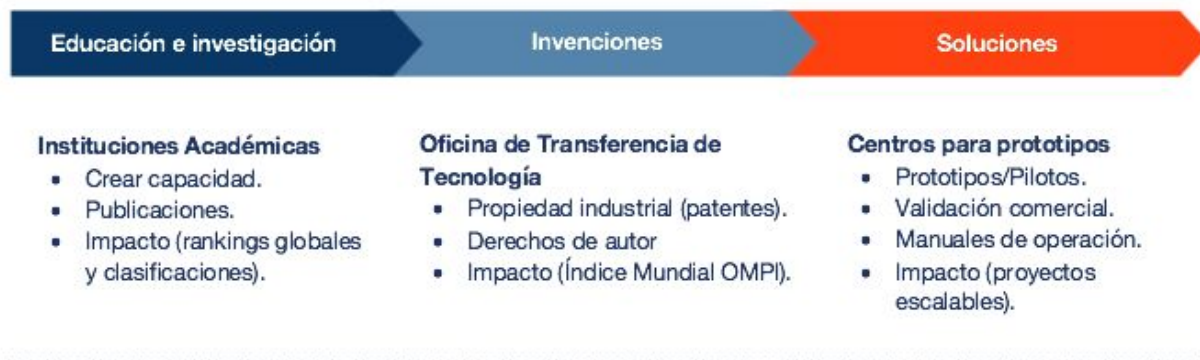 Educación e investigación
Invenciones
Soluciones
Instituciones Académicas
• Crear capacidad.
• Publicaciones.
• Impacto (rankings globales
y clasificaciones).
Oficina de Transferencia de
Tecnología
• Propiedad industrial (patentes).
• Derechos de autor
• Impacto (Índice Mundial OMPI).
Centros para prototipos
• Prototipos/Pilotos.
• Validación comercial.
• Manuales de operación.
• Impacto (proyectos
escalables).